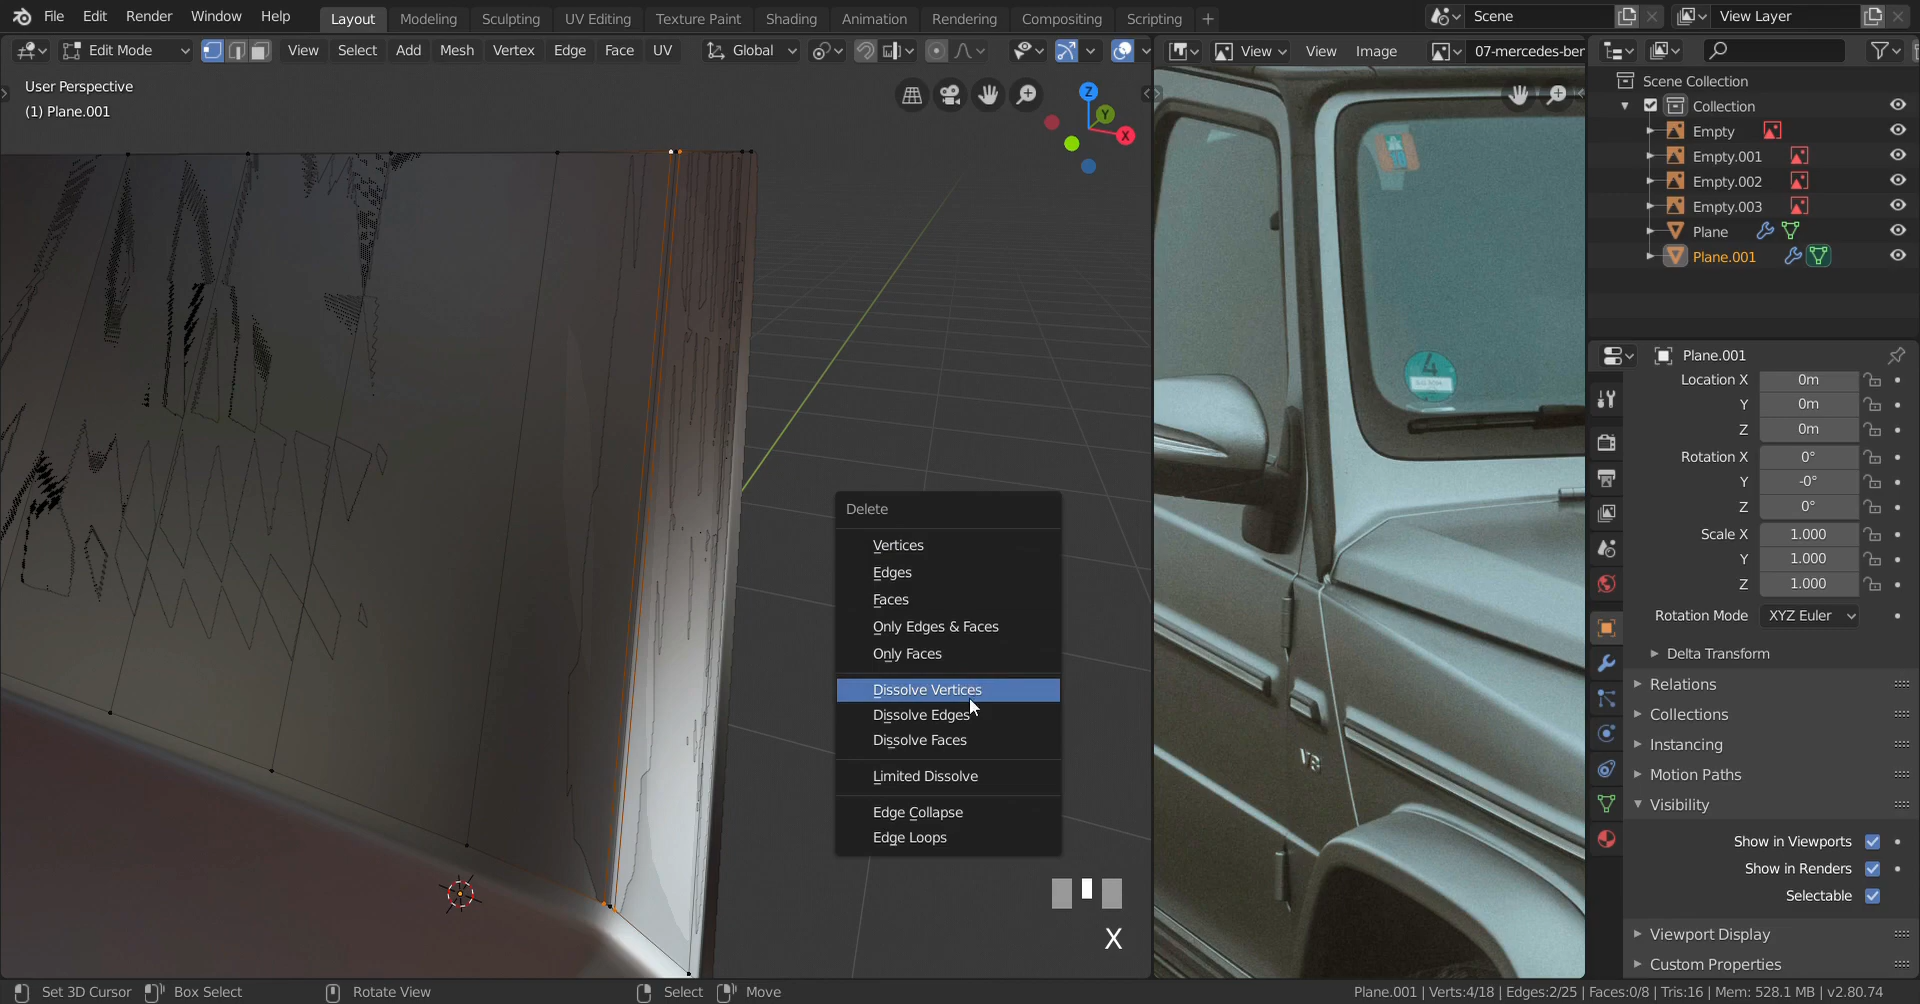 File Edit Render Window Help Layout Modeling Sculpting UV Editing Texture Paint Shading Animation Rendering Compositing Scripting + Scene View Layer
Edit Mode View Select Add Mesh Vertex Edge Face UV Global View View Image 07-mercedes-ber
User Perspective
(1) Plane.001
Z
Y
X
Scene Collection
Collection
Empty
Empty.001
Empty.002
Empty.003
Plane
Plane.001
Plane.001
Location X 0m
Y 0m
Z 0m
Rotation X 0°
Y -0°
Z 0°
Scale X 1.000
Y 1.000
Z 1.000
Rotation Mode XYZ Euler
Delta Transform
Relations
Collections
Instancing
Motion Paths
Visibility
Show in Viewports
Show in Renders
Selectable
Viewport Display
Custom Properties
Delete
Vertices
Edges
Faces
Only Edges & Faces
Only Faces
Dissolve Vertices
Dissolve Edges
Dissolve Faces
Limited Dissolve
Edge Collapse
Edge Loops
X
4
V8
Set 3D Cursor Box Select Rotate View Select Move Plane.001 | Verts:4/18 | Edges:2/25 | Faces:0/8 | Tris:16 | Mem: 528.1 MB | v2.80.74